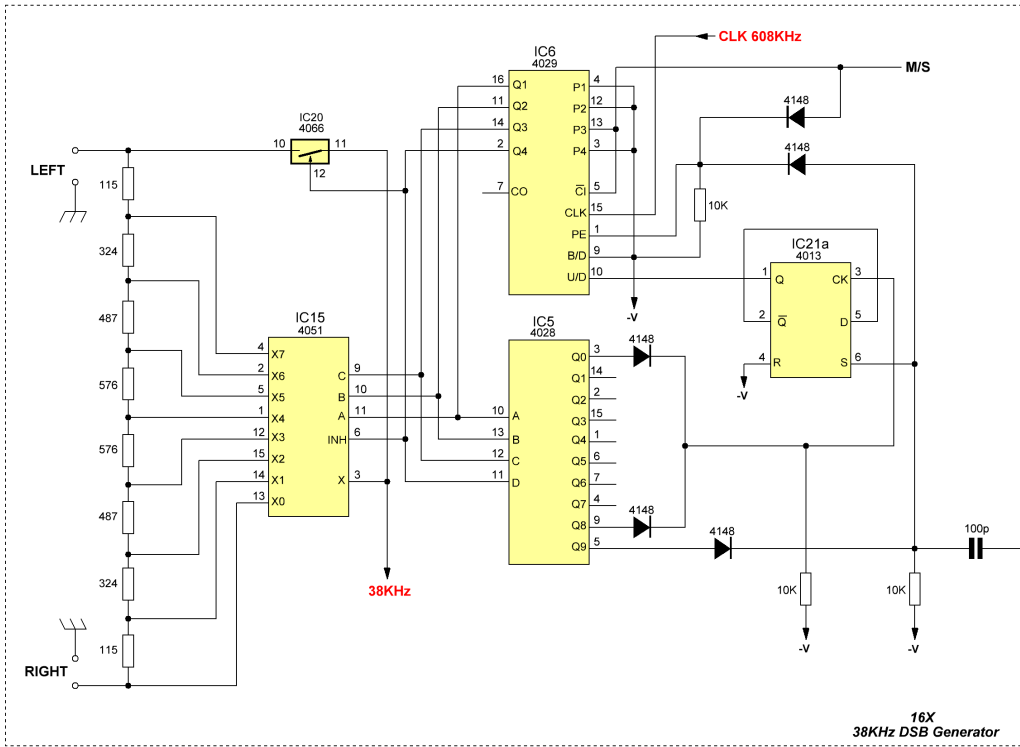 CLK 608KHz
IC6
4029
M/S
16 Q1 P1 4
11 Q2 P2 12
14 Q3 P3 13
2 Q4 P4 3
7 CO CI 5
CLK 15
PE 1
B/D 9
U/D 10
-V
4148
4148
10K
IC20
4066
10 11
12
LEFT
115
324
487
576
576
487
324
115
RIGHT
IC15
4051
4 X7
2 X6 C 9
5 X5 B 10
1 X4 A 11
12 X3 INH 6
15 X2
14 X1 X 3
13 X0
38KHz
IC5
4028
Q0 3
Q1 14
Q2 2
Q3 15
10 A Q4 1
13 B Q5 6
12 C Q6 7
11 D Q7 4
Q8 9
Q9 5
4148
4148
4148
IC21a
4013
1 Q CK 3
2 Q D 5
4 R S 6
-V
100p
10K
10K
-V
-V
16X
38KHz DSB Generator